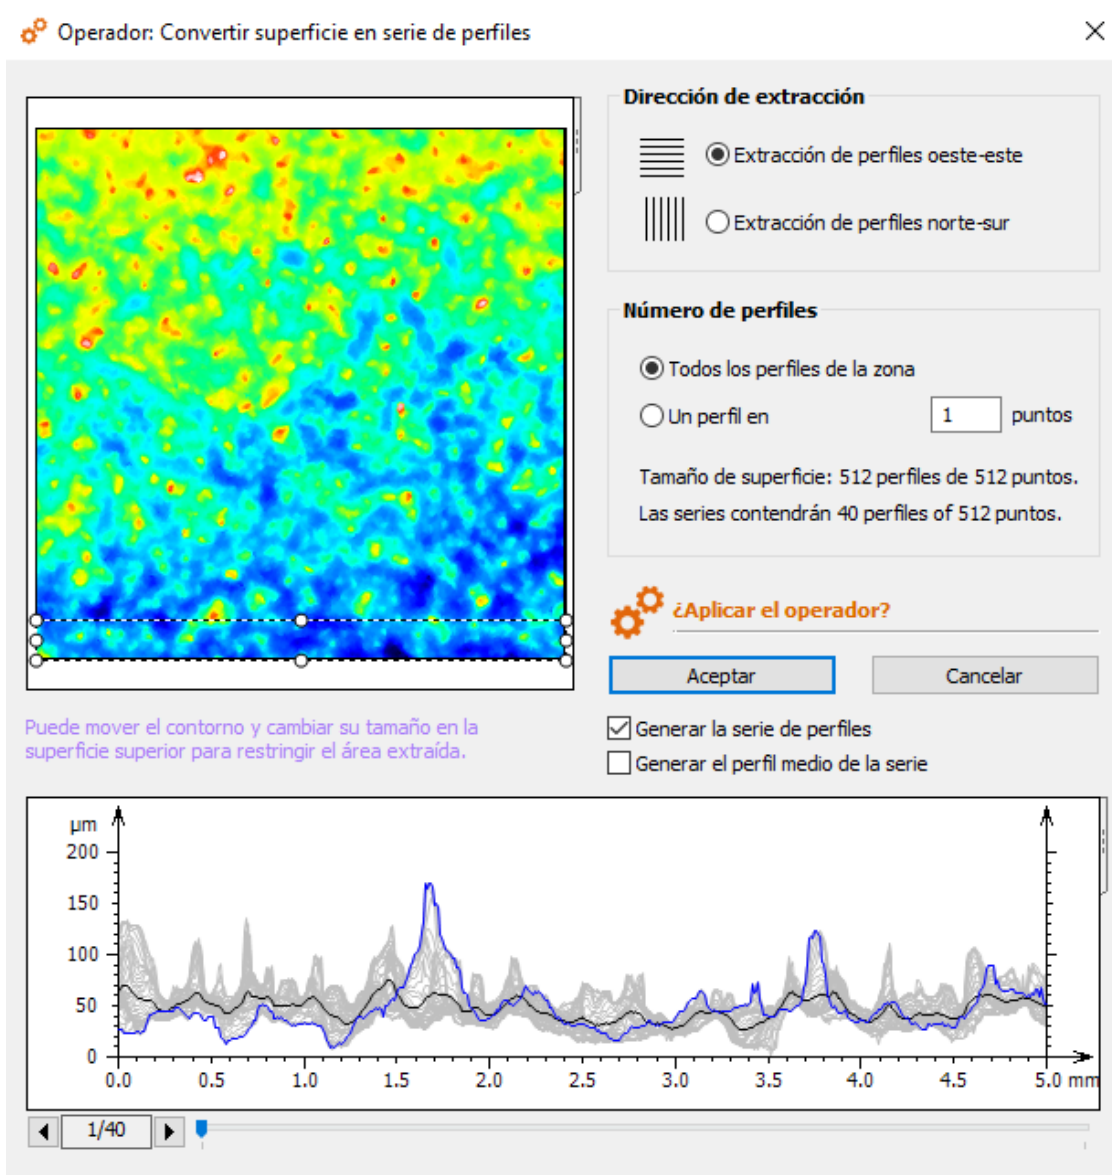 Operador: Convertir superficie en serie de perfiles
Dirección de extracción
Extracción de perfiles oeste-este
Extracción de perfiles norte-sur
Número de perfiles
Todos los perfiles de la zona
Un perfil en 1 puntos
Tamaño de superficie: 512 perfiles de 512 puntos.
Las series contendrán 40 perfiles of 512 puntos.
¿Aplicar el operador?
Aceptar Cancelar
Puede mover el contorno y cambiar su tamaño en la
superficie superior para restringir el área extraída.
Generar la serie de perfiles
Generar el perfil medio de la serie
µm
200
150
100
50
0
0.0 0.5 1.0 1.5 2.0 2.5 3.0 3.5 4.0 4.5 5.0 mm
1/40